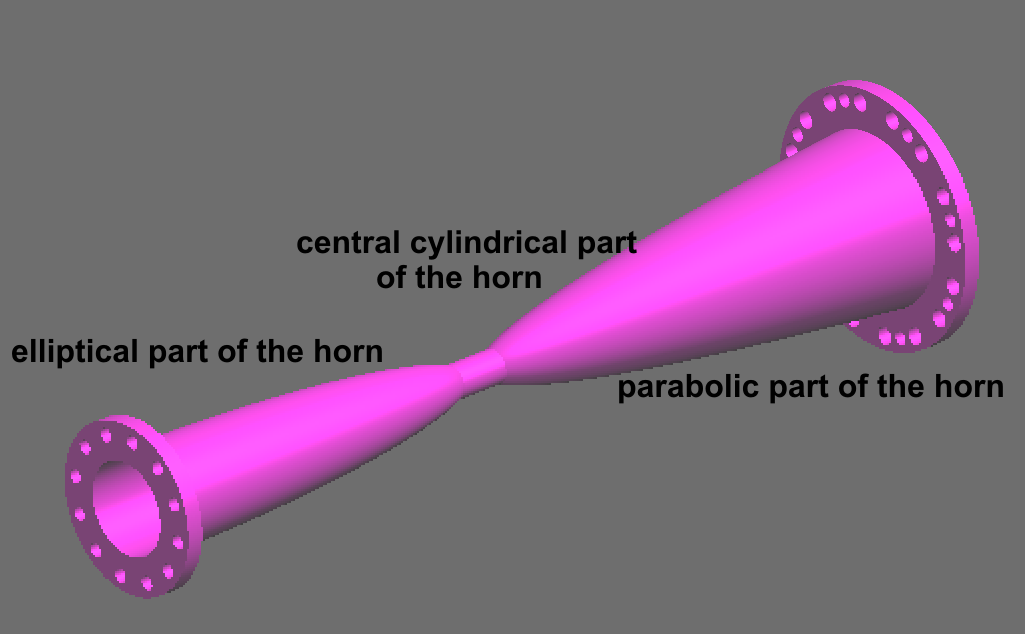 central cylindrical part
of the horn
elliptical part of the horn
parabolic part of the horn